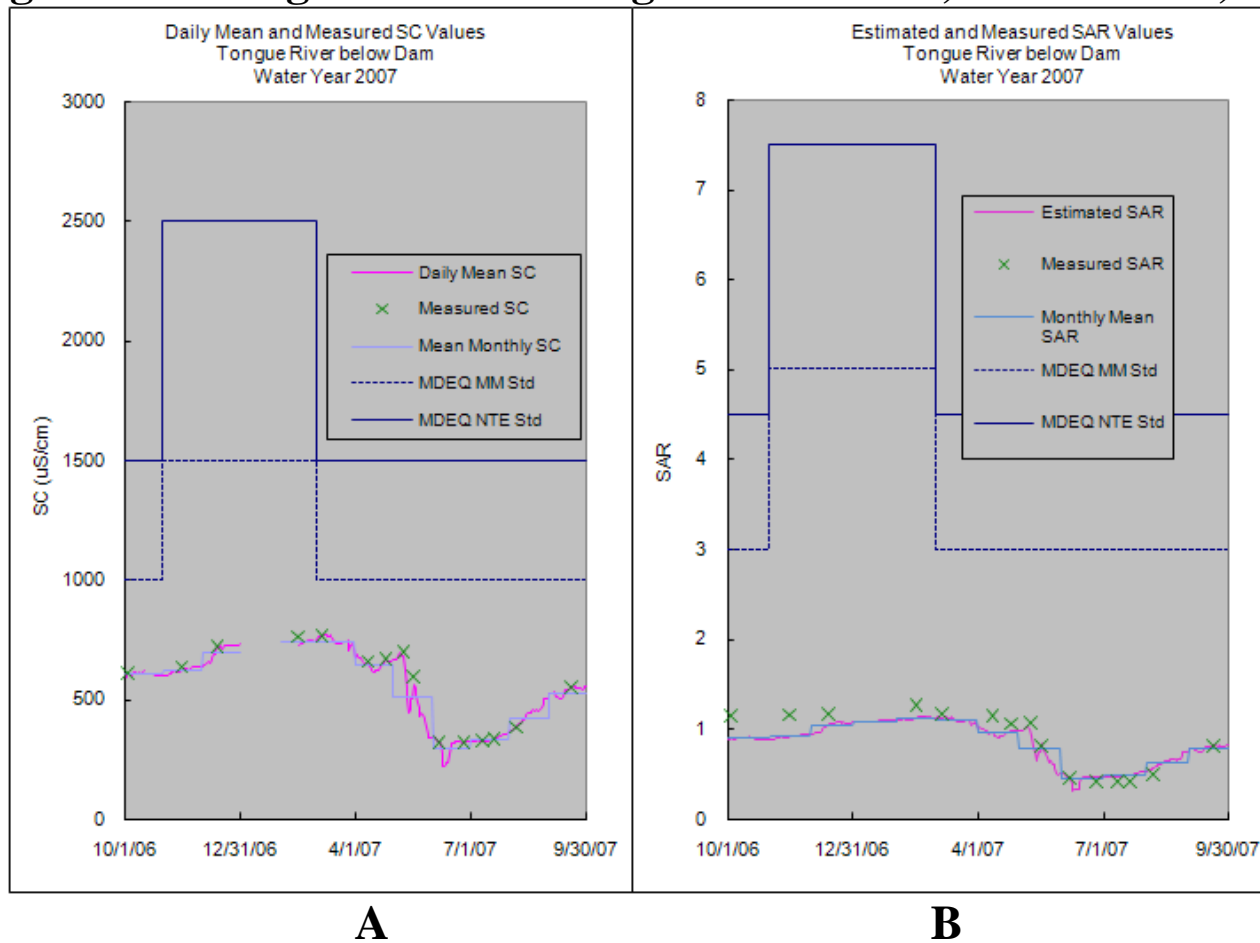 Daily Mean and Measured SC Values
Tongue River below Dam
Water Year 2007
3000
2500
2000
1500
1000
500
0
SC (uS/cm)
Daily Mean SC
Measured SC
Mean Monthly SC
MDEQ MM Std
MDEQ NTE Std
10/1/06 12/31/06 4/1/07 7/1/07 9/30/07
A
Estimated and Measured SAR Values
Tongue River below Dam
Water Year 2007
8
7
6
5
4
3
2
1
0
SAR
Estimated SAR
Measured SAR
Monthly Mean
SAR
MDEQ MM Std
MDEQ NTE Std
10/1/06 12/31/06 4/1/07 7/1/07 9/30/07
B